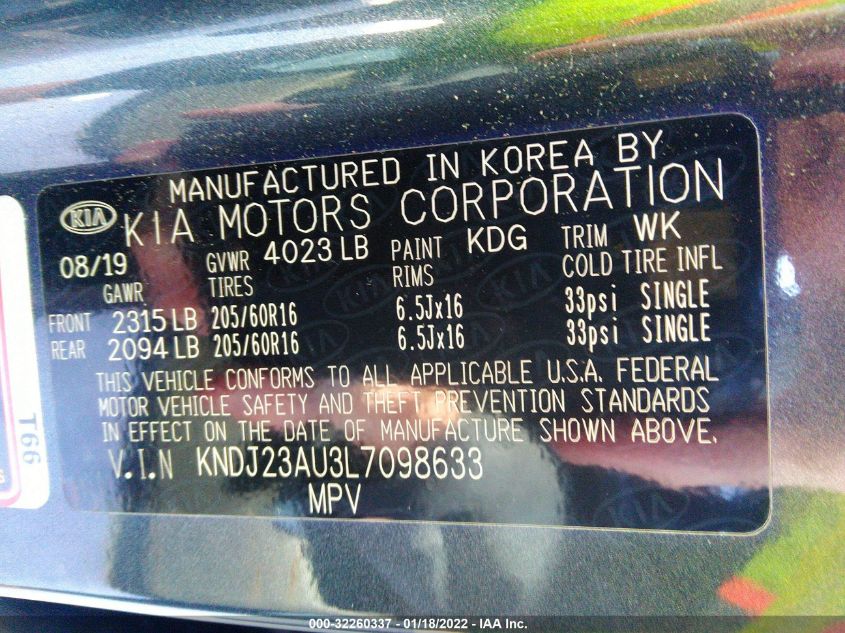 MANUFACTURED IN KOREA BY
KIA KIA MOTORS CORPORATION
08/19 GVWR 4023 LB PAINT KDG TRIM WK
GAWR TIRES RIMS COLD TIRE INFL
FRONT 2315 LB 205/60R16 6.5Jx16 33psi SINGLE
REAR 2094 LB 205/60R16 6.5Jx16 33psi SINGLE
THIS VEHICLE CONFORMS TO ALL APPLICABLE U.S.A. FEDERAL
MOTOR VEHICLE SAFETY AND THEFT PREVENTION STANDARDS
IN EFFECT ON THE DATE OF MANUFACTURE SHOWN ABOVE.
V.I.N KNDJ23AU3L7098633
MPV
T66
000-32260337 - 01/18/2022 - IAA Inc.